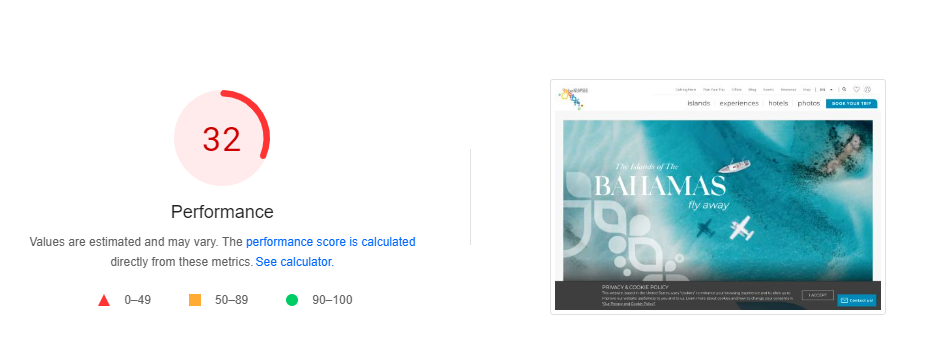 32
Performance
Values are estimated and may vary. The performance score is calculated
directly from these metrics. See calculator.
0–49
50–89
90–100
islands experiences hotels photos BOOK YOUR TRIP
The Islands of The
BAHAMAS
fly away
PRIVACY & COOKIE POLICY
I ACCEPT
Contact us!